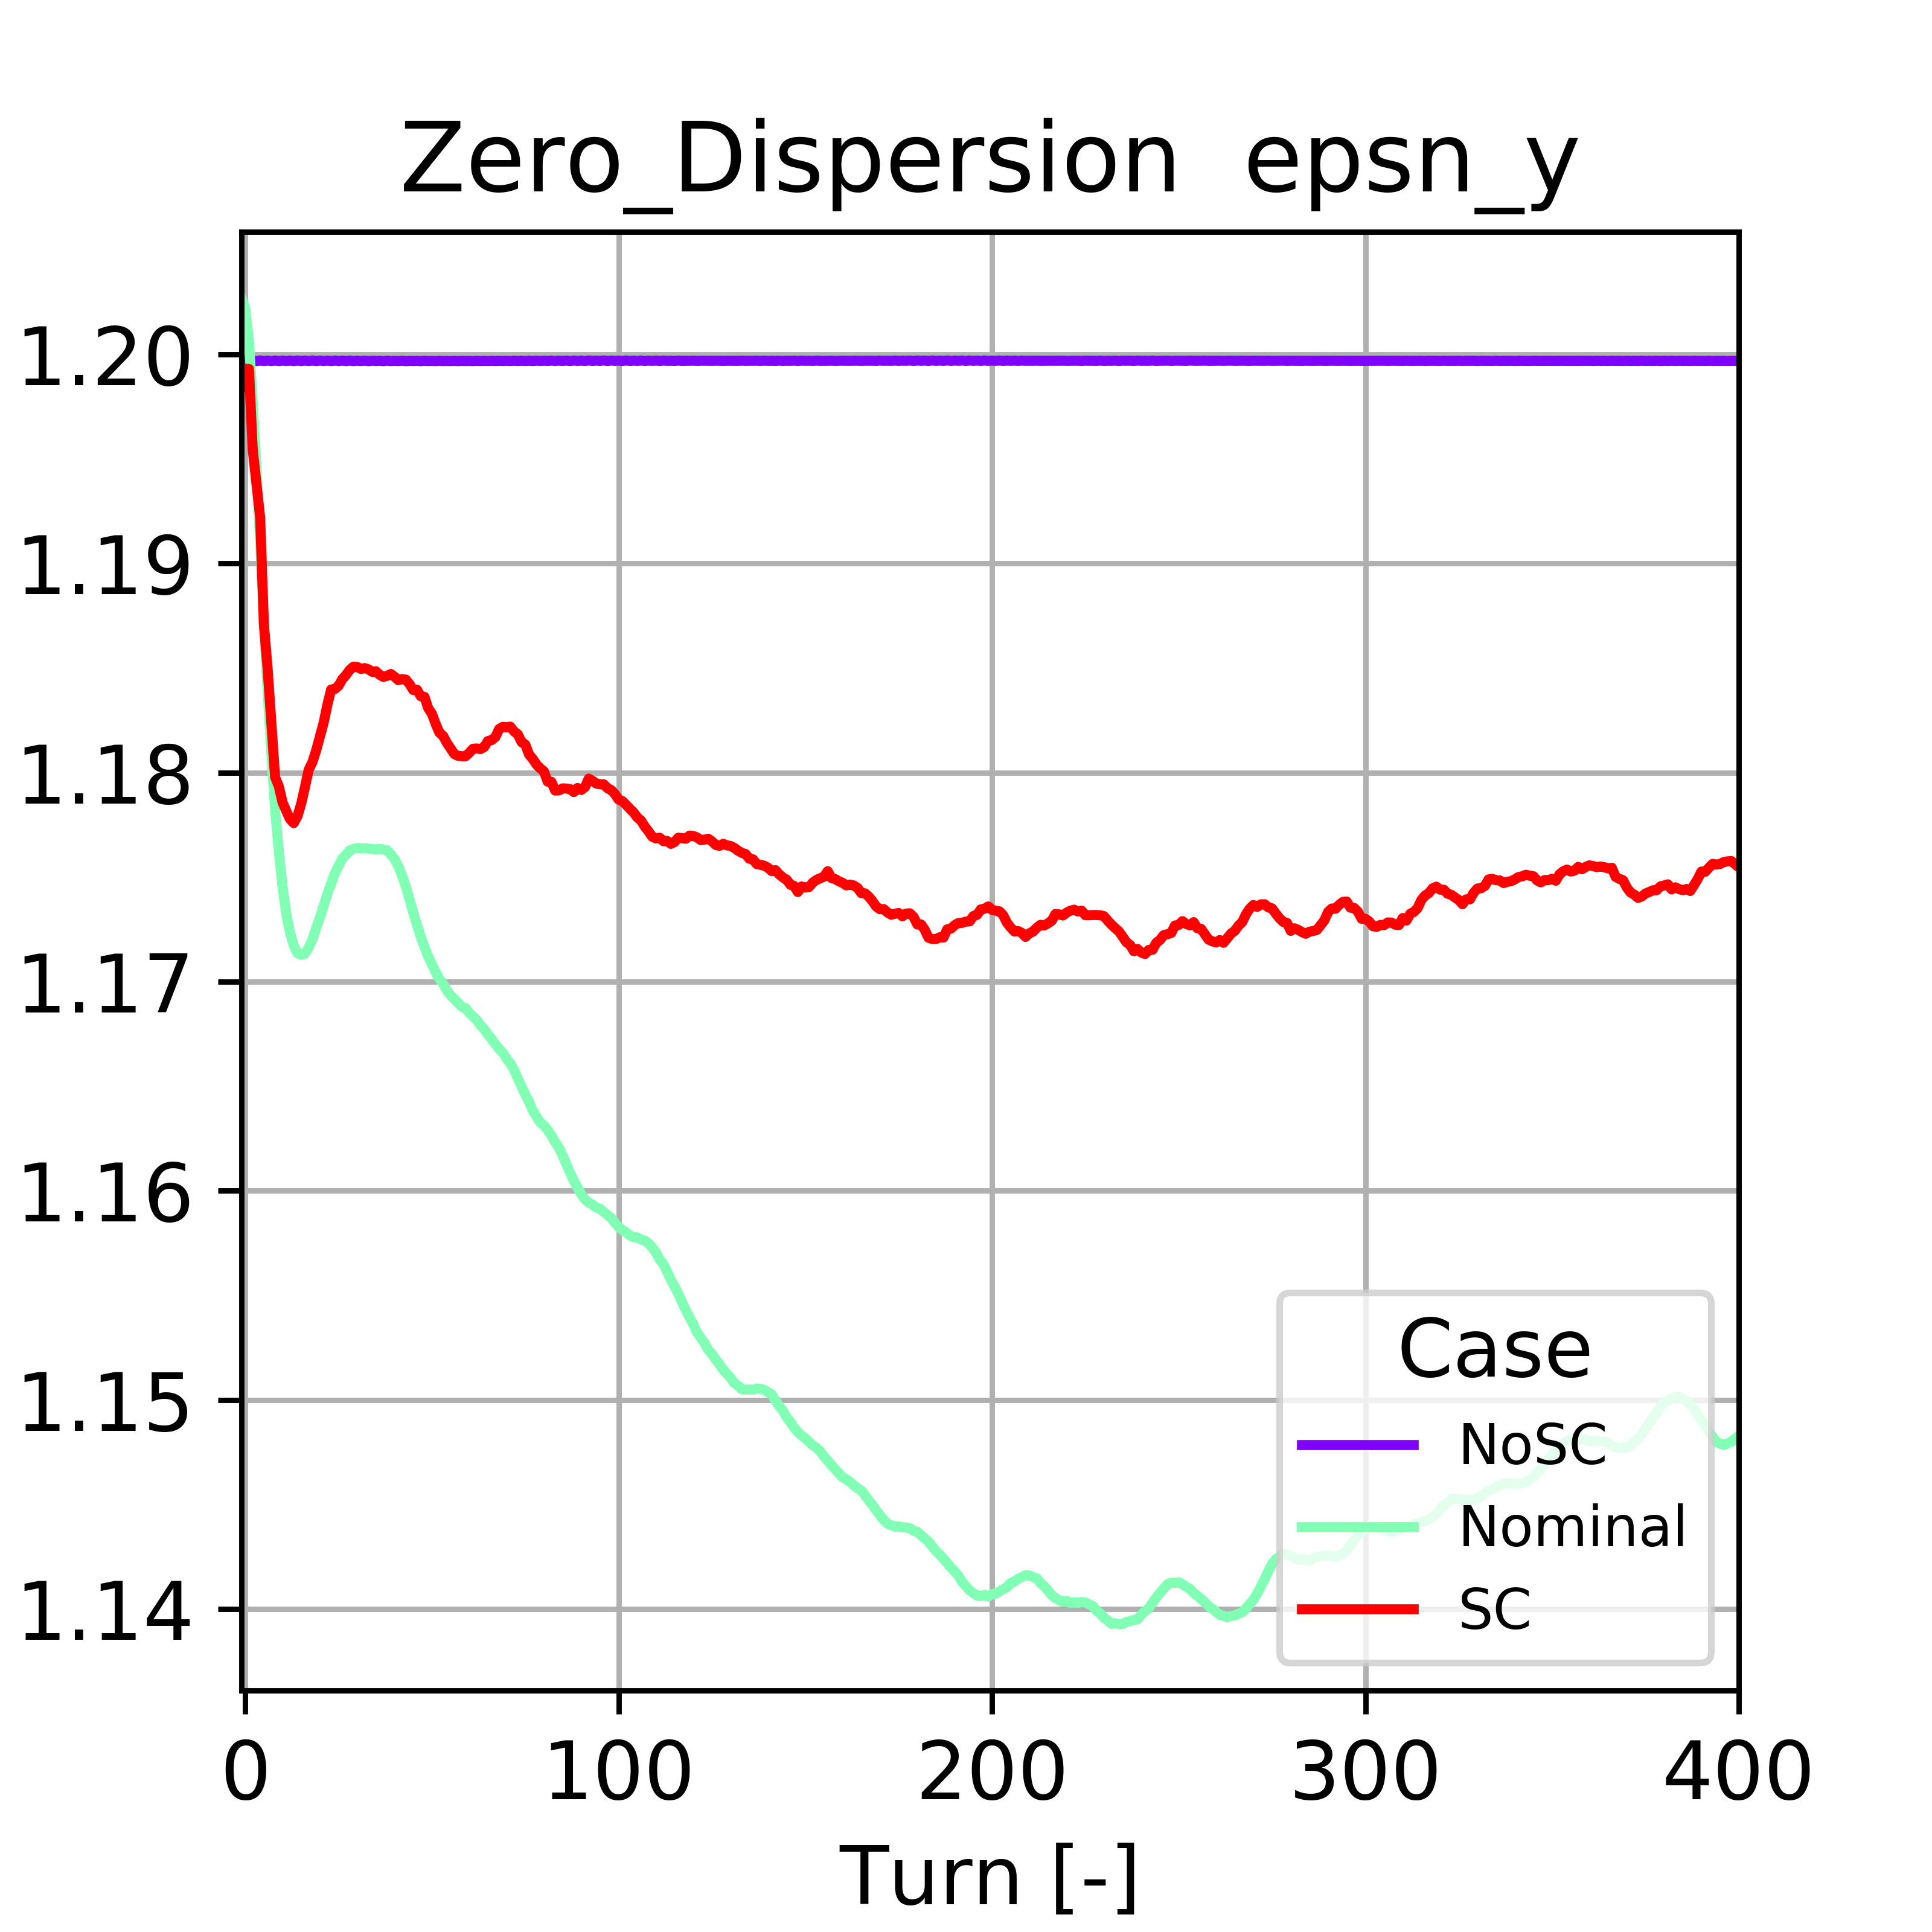 Zero_Dispersion  epsn_y
1.20
1.19
1.18
1.17
1.16
1.15
1.14
Case
NoSC
Nominal
SC
0 100 200 300 400
Turn [-]